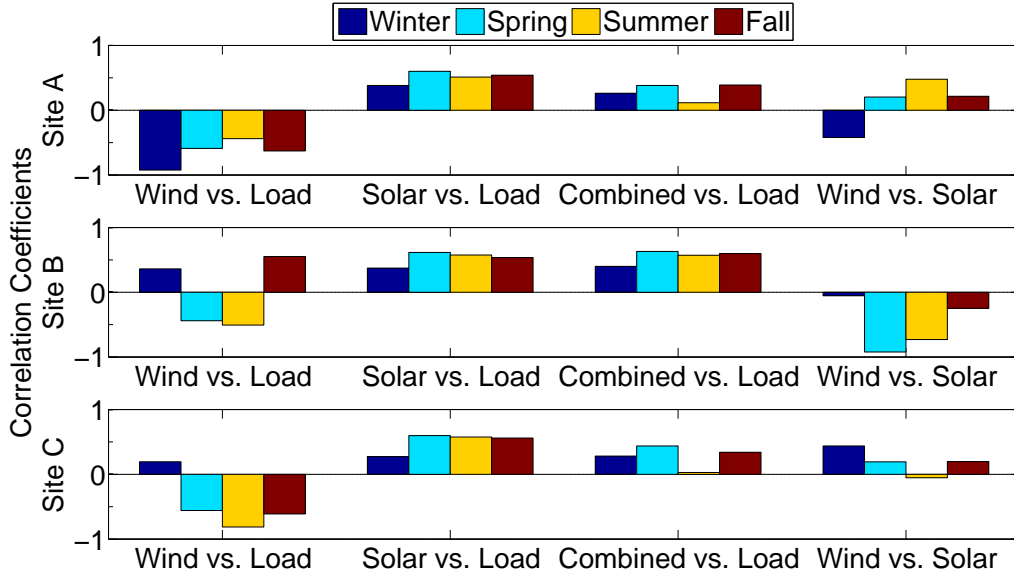 Winter Spring Summer Fall
Correlation Coefficients
Site A
1
0
−1
Wind vs. Load Solar vs. Load Combined vs. Load Wind vs. Solar
Site B
1
0
−1
Wind vs. Load Solar vs. Load Combined vs. Load Wind vs. Solar
Site C
1
0
−1
Wind vs. Load Solar vs. Load Combined vs. Load Wind vs. Solar